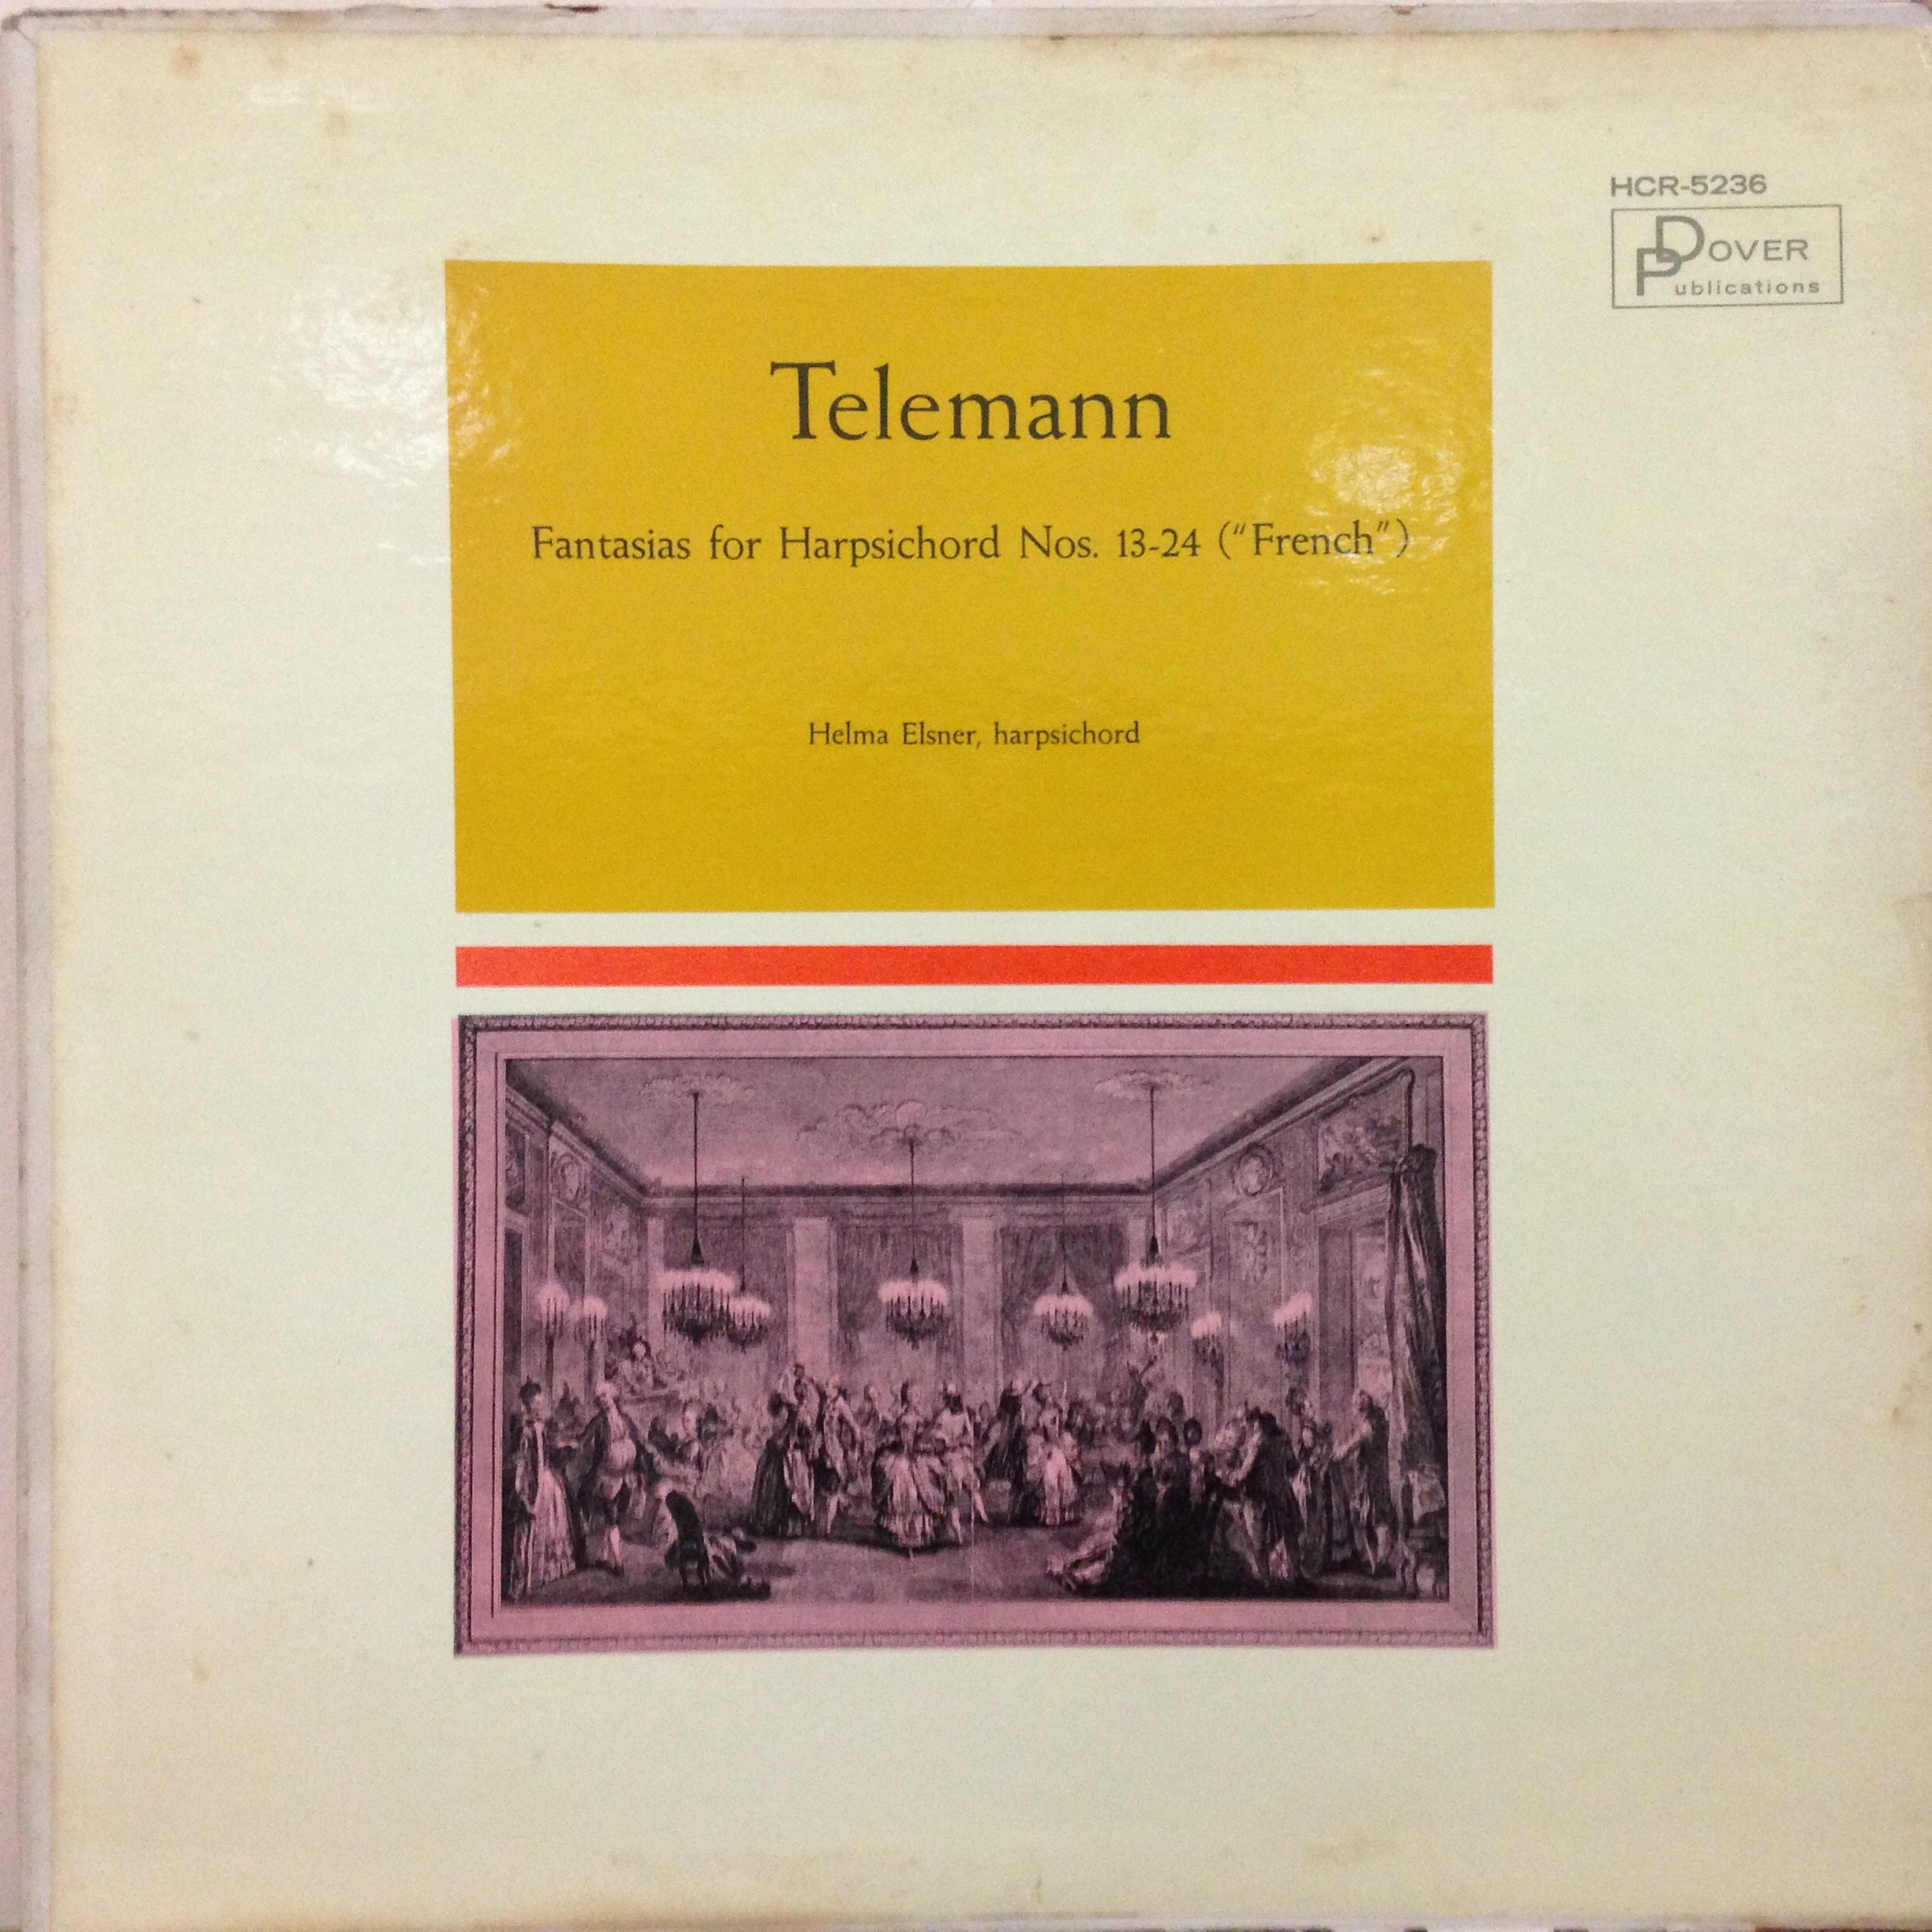 HCR-5236
DOVER
Publications
Telemann
Fantasias for Harpsichord Nos. 13-24 ("French")
Helma Elsner, harpsichord